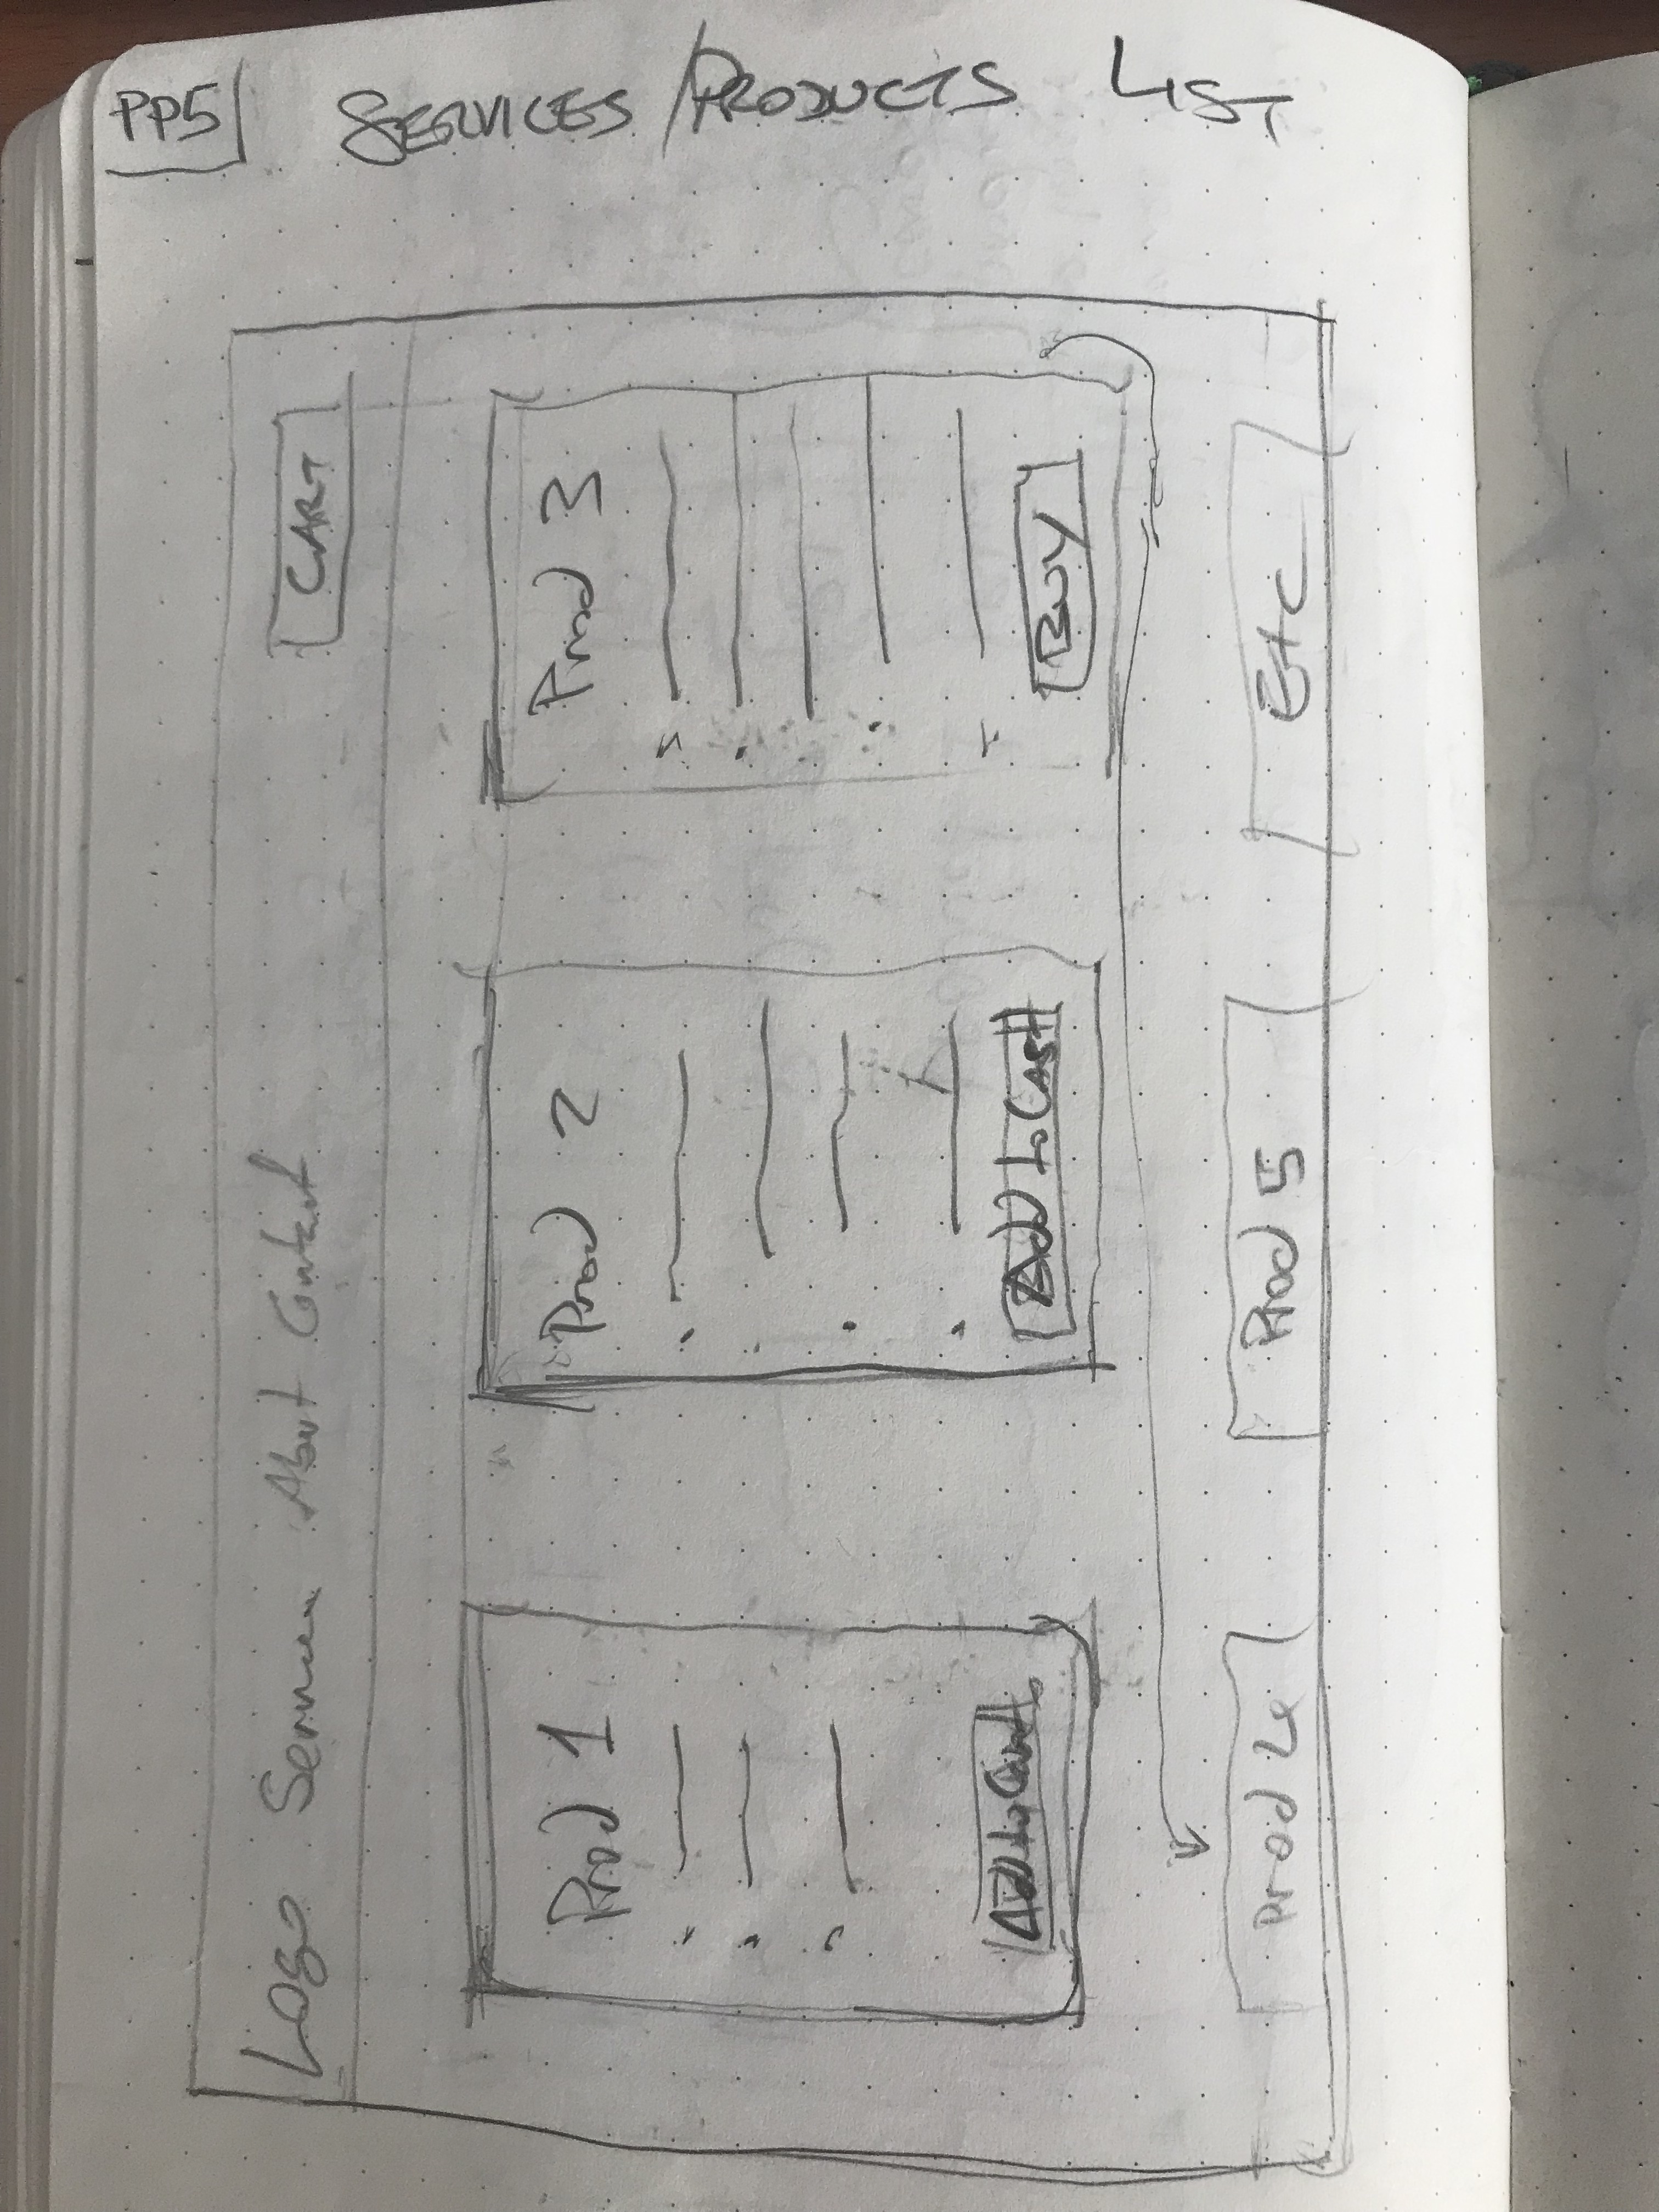 PP5
SERVICES/PRODUCTS LIST
Logo Services About Contact CART
Prod 1
Add to Cart
Prod 2
Add to CART
Prod 3
BUY
Prod 4
Prod 5
Etc